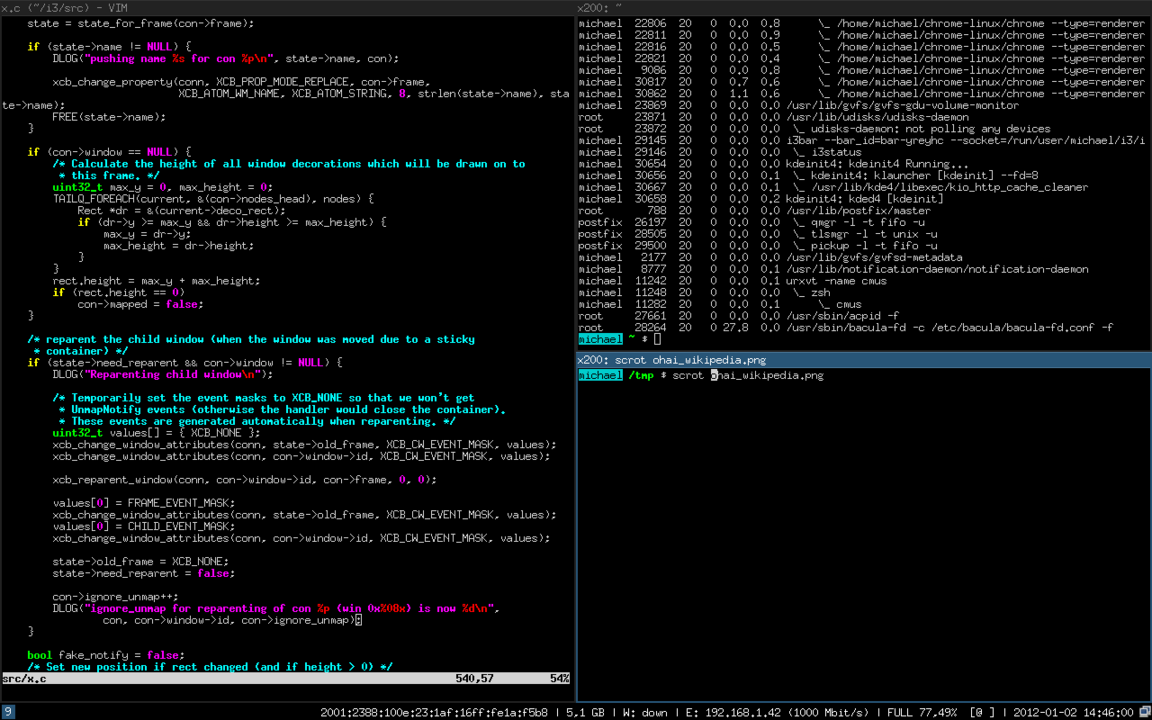 x.c (~/i3/src) - VIM
    state = state_for_frame(con->frame);
    if (state->name != NULL) {
        DLOG("pushing name %s for con %p\n", state->name, con);
        xcb_change_property(conn, XCB_PROP_MODE_REPLACE, con->frame,
                            XCB_ATOM_WM_NAME, XCB_ATOM_STRING, 8, strlen(state->name), sta
te->name);
        FREE(state->name);
    }
    if (con->window == NULL) {
        /* Calculate the height of all window decorations which will be drawn on to
         * this frame. */
        uint32_t max_y = 0, max_height = 0;
        TAILQ_FOREACH(current, &(con->nodes_head), nodes) {
            Rect *dr = &(current->deco_rect);
            if (dr->y >= max_y && dr->height >= max_height) {
                max_y = dr->y;
                max_height = dr->height;
            }
        }
        rect.height = max_y + max_height;
        if (rect.height == 0)
            con->mapped = false;
    }
    /* reparent the child window (when the window was moved due to a sticky
     * container) */
    if (state->need_reparent && con->window != NULL) {
        DLOG("Reparenting child window\n");
        /* Temporarily set the event masks to XCB_NONE so that we won't get
         * UnmapNotify events (otherwise the handler would close the container).
         * These events are generated automatically when reparenting. */
        uint32_t values[] = { XCB_NONE };
        xcb_change_window_attributes(conn, state->old_frame, XCB_CW_EVENT_MASK, values);
        xcb_change_window_attributes(conn, con->window->id, XCB_CW_EVENT_MASK, values);
        xcb_reparent_window(conn, con->window->id, con->frame, 0, 0);
        values[0] = FRAME_EVENT_MASK;
        xcb_change_window_attributes(conn, state->old_frame, XCB_CW_EVENT_MASK, values);
        values[0] = CHILD_EVENT_MASK;
        xcb_change_window_attributes(conn, con->window->id, XCB_CW_EVENT_MASK, values);
        state->old_frame = XCB_NONE;
        state->need_reparent = false;
        con->ignore_unmap++;
        DLOG("ignore_unmap for reparenting of con %p (win 0x%08x) is now %d\n",
                con, con->window->id, con->ignore_unmap);
    }
    bool fake_notify = false;
    /* Set new position if rect changed (and if height > 0) */
src/x.c 540,57 54%
x200: ~
michael 22806 20 0 0.0 0.8 \_ /home/michael/chrome-linux/chrome --type=renderer
michael 22811 20 0 0.0 0.9 \_ /home/michael/chrome-linux/chrome --type=renderer
michael 22816 20 0 0.0 0.5 \_ /home/michael/chrome-linux/chrome --type=renderer
michael 22821 20 0 0.0 0.4 \_ /home/michael/chrome-linux/chrome --type=renderer
michael 9086 20 0 0.0 0.8 \_ /home/michael/chrome-linux/chrome --type=renderer
michael 30817 20 0 0.7 0.6 \_ /home/michael/chrome-linux/chrome --type=renderer
michael 30862 20 0 1.1 0.6 \_ /home/michael/chrome-linux/chrome --type=renderer
michael 23869 20 0 0.0 0.0 /usr/lib/gvfs/gvfs-gdu-volume-monitor
root 23871 20 0 0.0 0.0 /usr/lib/udisks/udisks-daemon
root 23872 20 0 0.0 0.0 \_ udisks-daemon: not polling any devices
michael 29145 20 0 0.0 0.0 i3bar --bar_id=bar-yreyhc --socket=/run/user/michael/i3/i
michael 29146 20 0 0.0 0.0 \_ i3status
michael 30654 20 0 0.0 0.1 kdeinit4: kdeinit4 Running...
michael 30656 20 0 0.0 0.1 \_ kdeinit4: klauncher [kdeinit] --fd=8
michael 30667 20 0 0.0 0.1 \_ /usr/lib/kde4/libexec/kio_http_cache_cleaner
michael 30658 20 0 0.0 0.2 kdeinit4: kded4 [kdeinit]
root 788 20 0 0.0 0.0 /usr/lib/postfix/master
postfix 26197 20 0 0.0 0.0 \_ qmgr -l -t fifo -u
postfix 28505 20 0 0.0 0.0 \_ tlsmgr -l -t unix -u
postfix 29500 20 0 0.0 0.0 \_ pickup -l -t fifo -u
michael 2177 20 0 0.0 0.0 /usr/lib/gvfs/gvfsd-metadata
michael 8777 20 0 0.0 0.1 /usr/lib/notification-daemon/notification-daemon
michael 11242 20 0 0.0 0.1 urxvt -name cmus
michael 11248 20 0 0.0 0.0 \_ zsh
michael 11282 20 0 0.0 0.1 \_ cmus
root 27661 20 0 0.0 0.0 /usr/sbin/acpid -f
root 28264 20 0 27.8 0.0 /usr/sbin/bacula-fd -c /etc/bacula/bacula-fd.conf -f
michael ~ $
x200: scrot ohai_wikipedia.png
michael /tmp $ scrot ohai_wikipedia.png
9 2001:2388:100e:23:1af:16ff:fe1a:f5b8 | 5,1 GB | W: down | E: 192.168.1.42 (1000 Mbit/s) | FULL 77,49% [@ ] | 2012-01-02 14:46:00